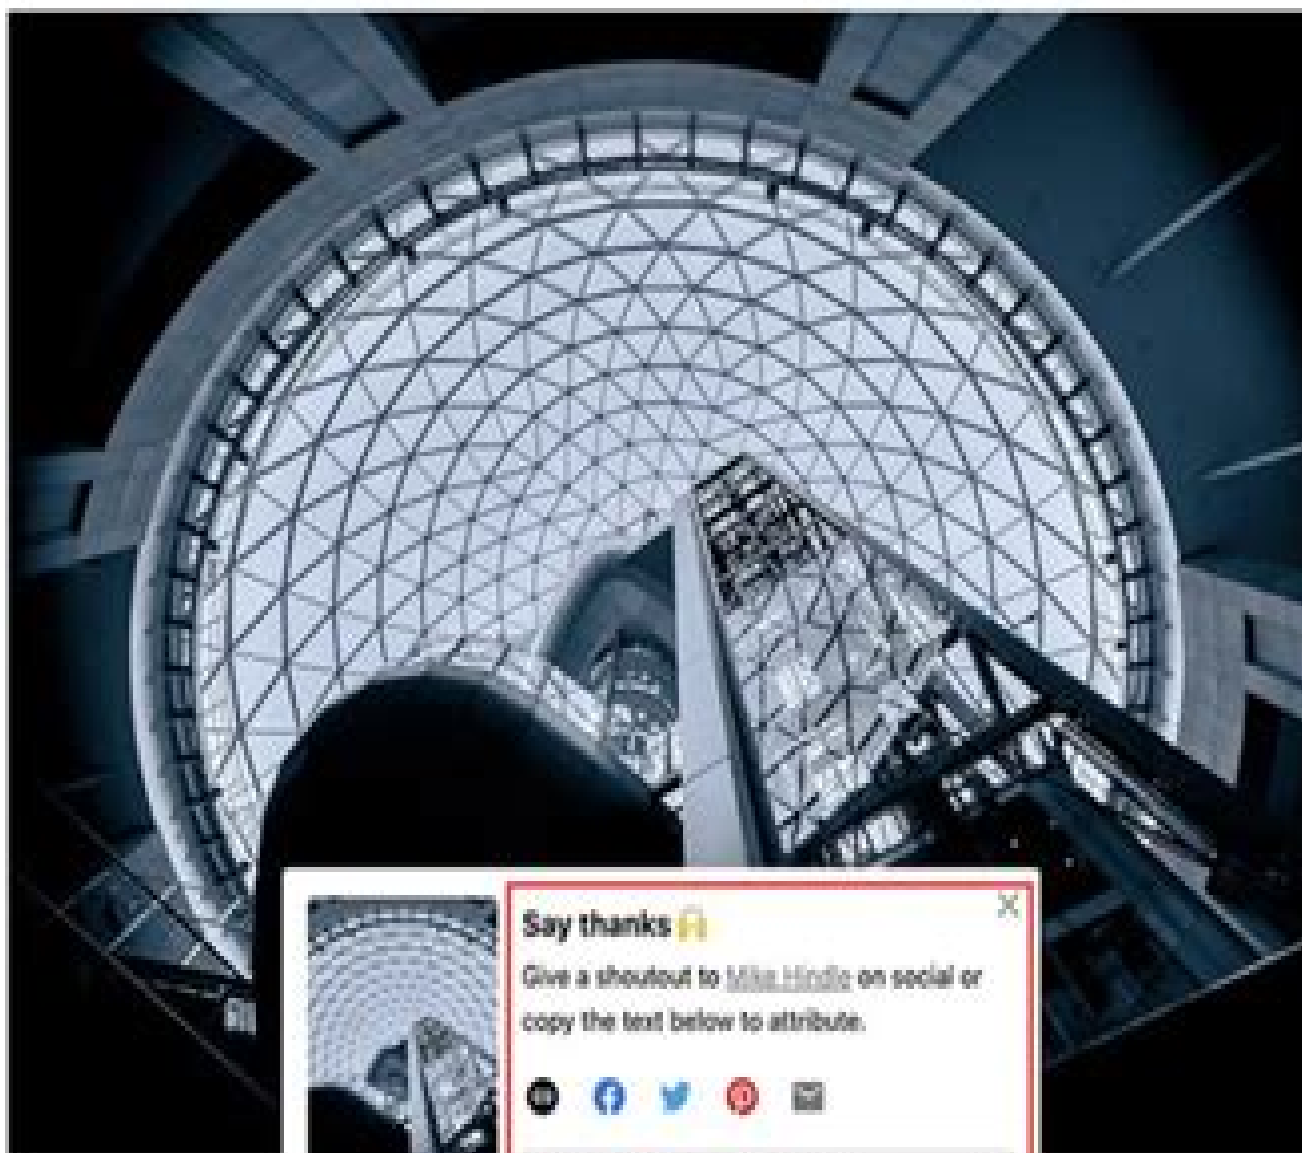 Say thanks 🙌
Give a shoutout to Mike Hindle on social or
copy the text below to attribute.